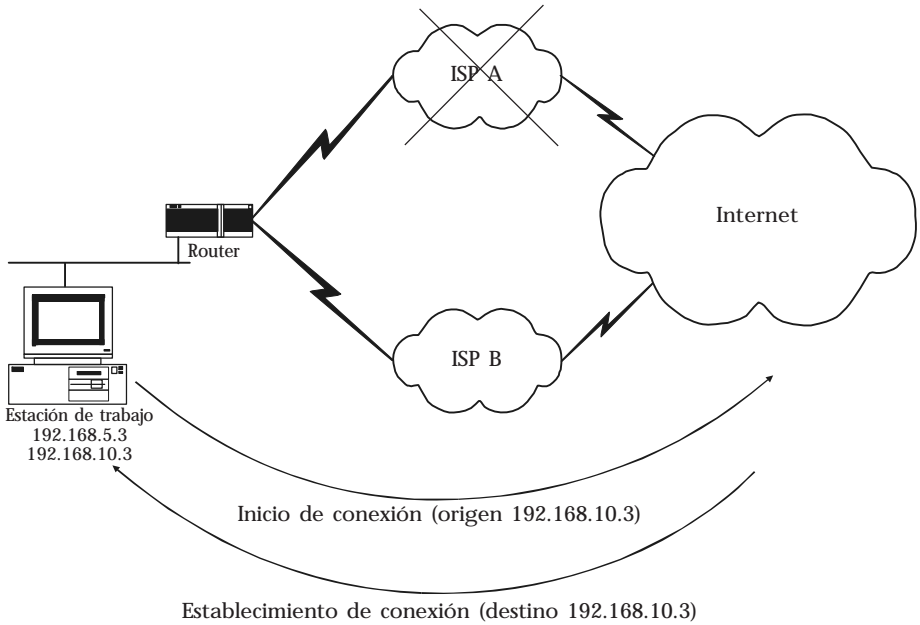 ISP A
Internet
Router
ISP B
Estación de trabajo
192.168.5.3
192.168.10.3
Inicio de conexión (origen 192.168.10.3)
Establecimiento de conexión (destino 192.168.10.3)